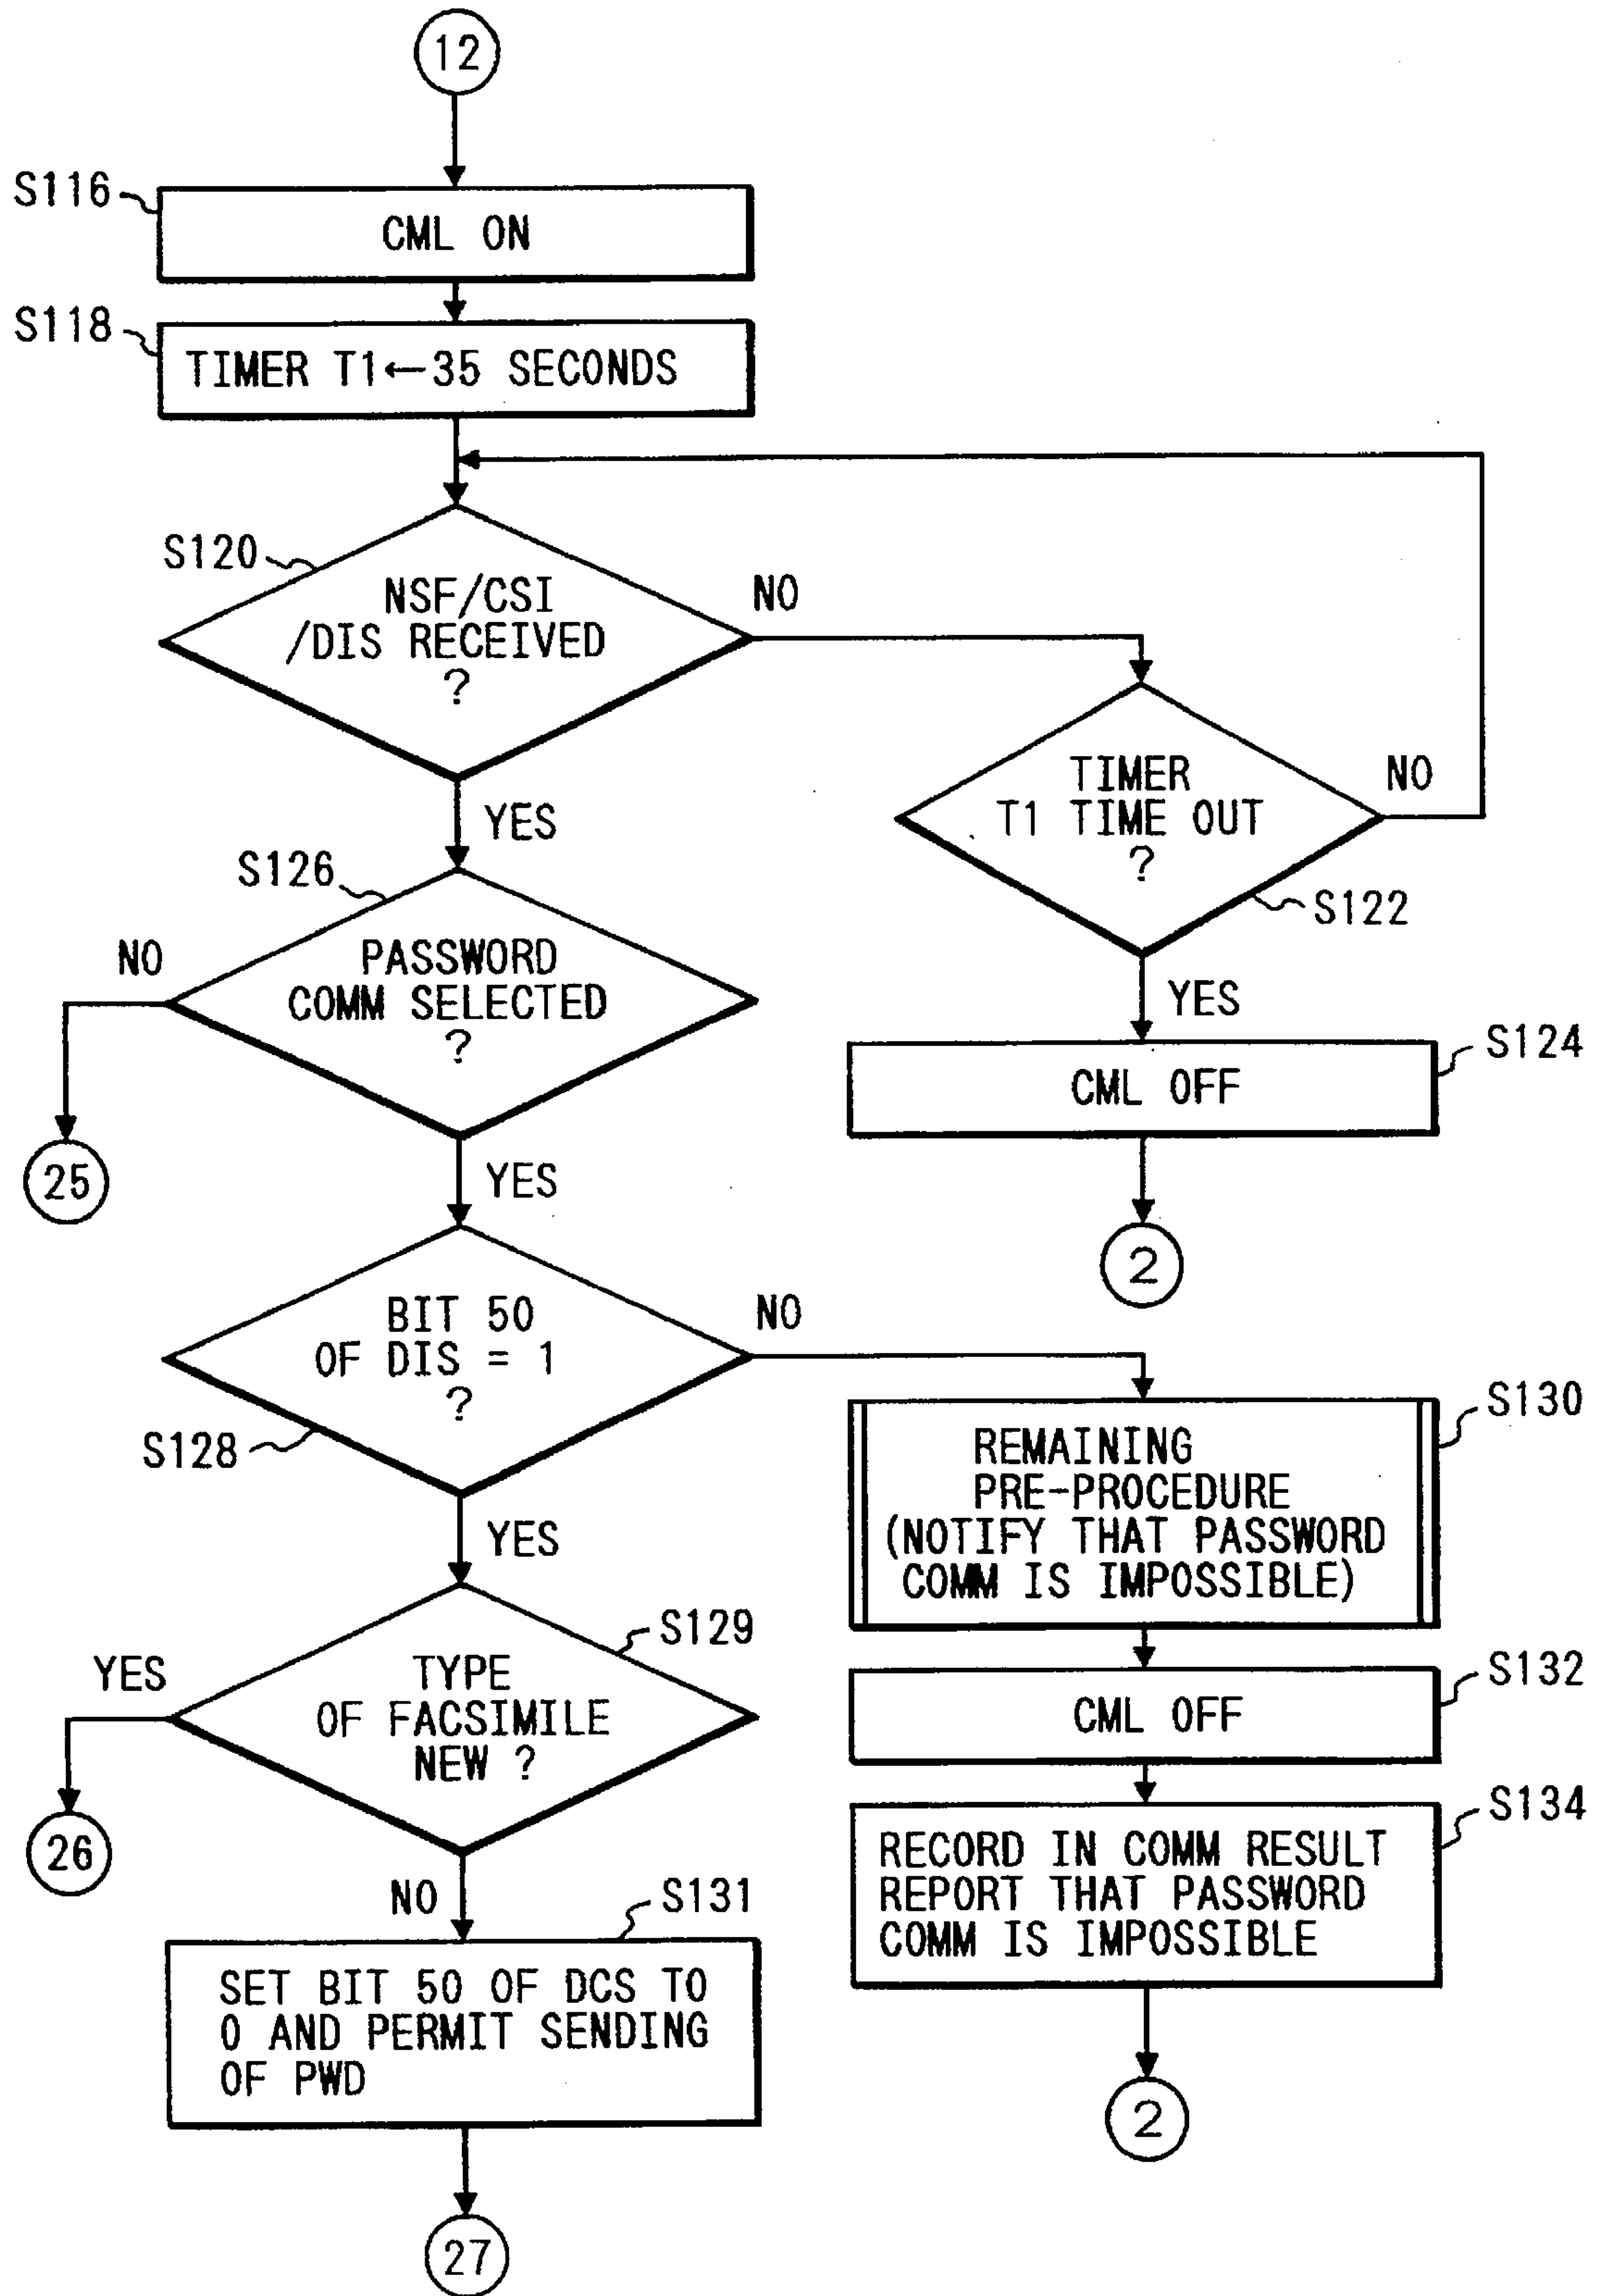 12
S116
CML ON
S118
TIMER T1←35 SECONDS
S120
NSF/CSI
/DIS RECEIVED
?
NO
YES
TIMER
T1 TIME OUT
?
NO
S122
YES
S124
CML OFF
2
S126
PASSWORD
COMM SELECTED
?
NO
25
YES
BIT 50
OF DIS = 1
?
NO
S128
YES
S130
REMAINING
PRE-PROCEDURE
(NOTIFY THAT PASSWORD
COMM IS IMPOSSIBLE)
S132
CML OFF
S134
RECORD IN COMM RESULT
REPORT THAT PASSWORD
COMM IS IMPOSSIBLE
2
S129
TYPE
OF FACSIMILE
NEW ?
YES
26
NO
S131
SET BIT 50 OF DCS TO
0 AND PERMIT SENDING
OF PWD
27